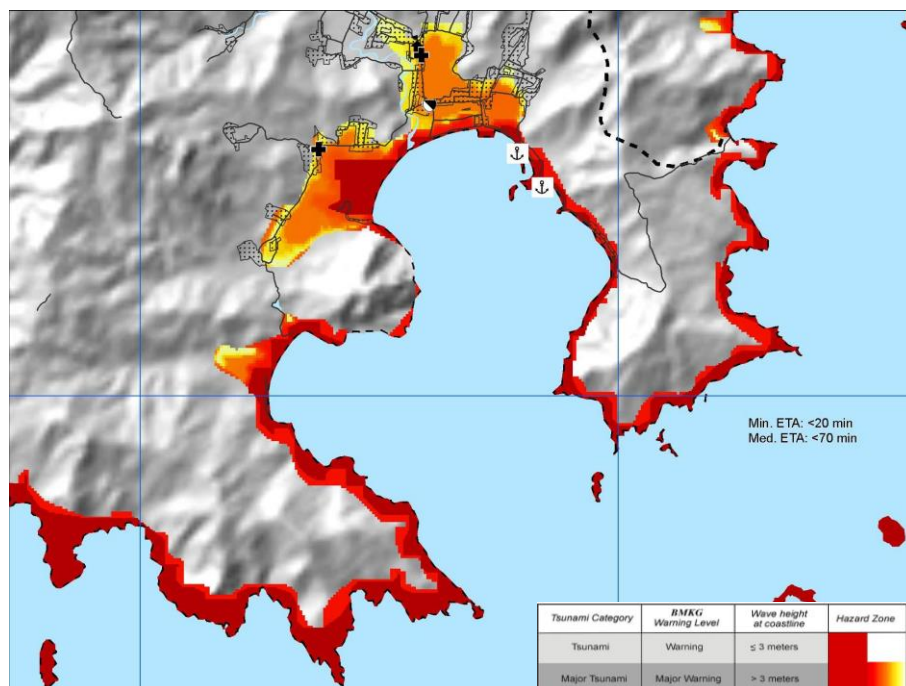 Min. ETA: <20 min
Med. ETA: <70 min
Tsunami Category
BMKG Warning Level
Wave height at coastline
Hazard Zone
Tsunami
Warning
≤ 3 meters
Major Tsunami
Major Warning
> 3 meters